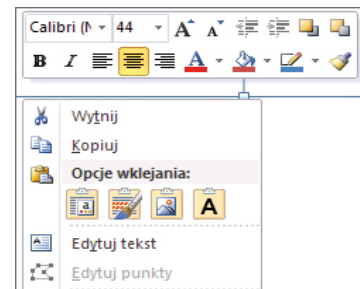 Calibri (N 44 A A
B I A
Wytnij
Kopiuj
Opcje wklejania:
a A
A Edytuj tekst
Edytuj punkty